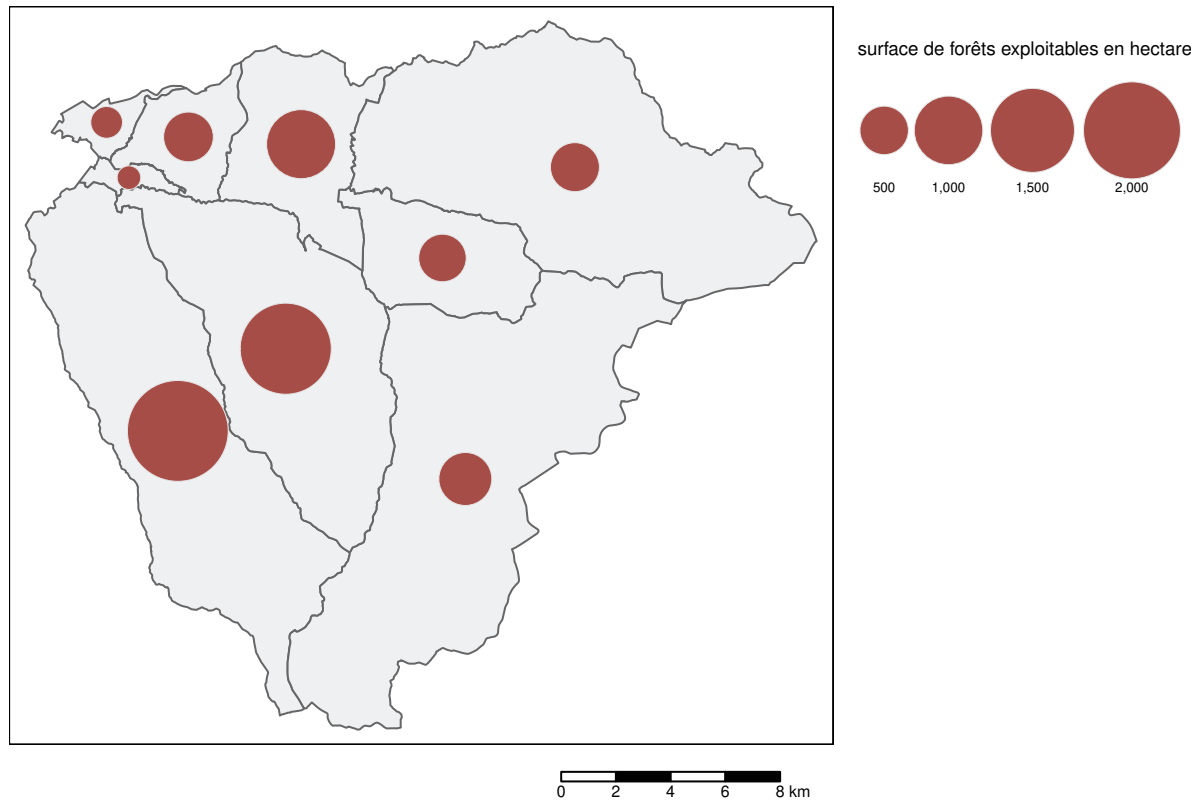 surface de forêts exploitables en hectare
500 1,000 1,500 2,000
0 2 4 6 8 km